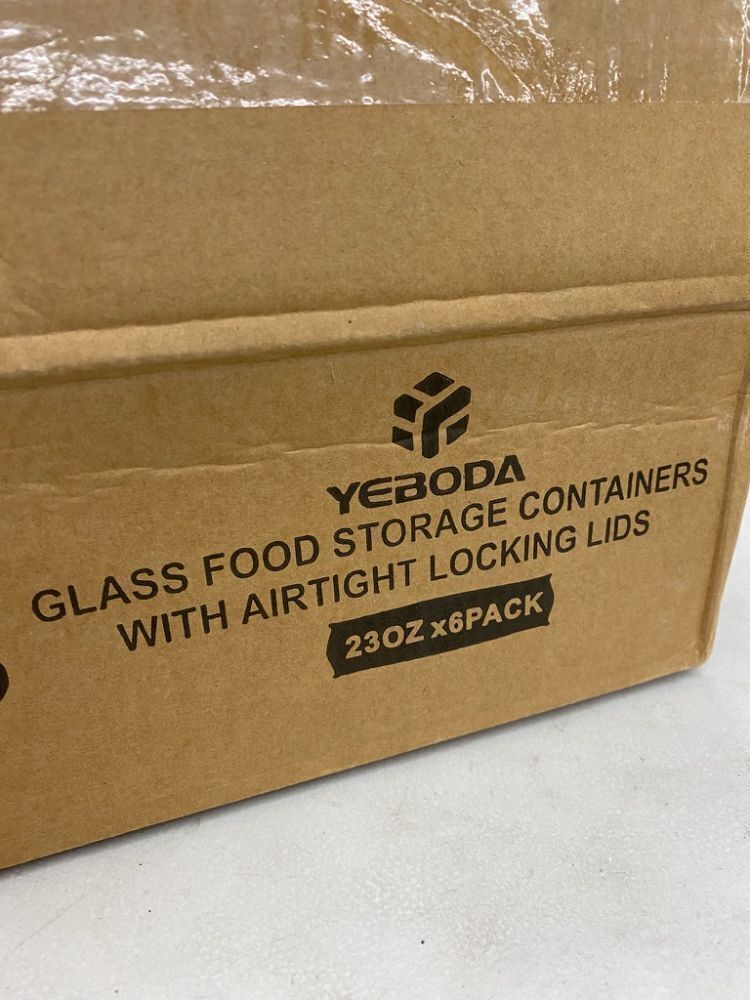 YEBODA
GLASS FOOD STORAGE CONTAINERS
WITH AIRTIGHT LOCKING LIDS
23OZ x6PACK